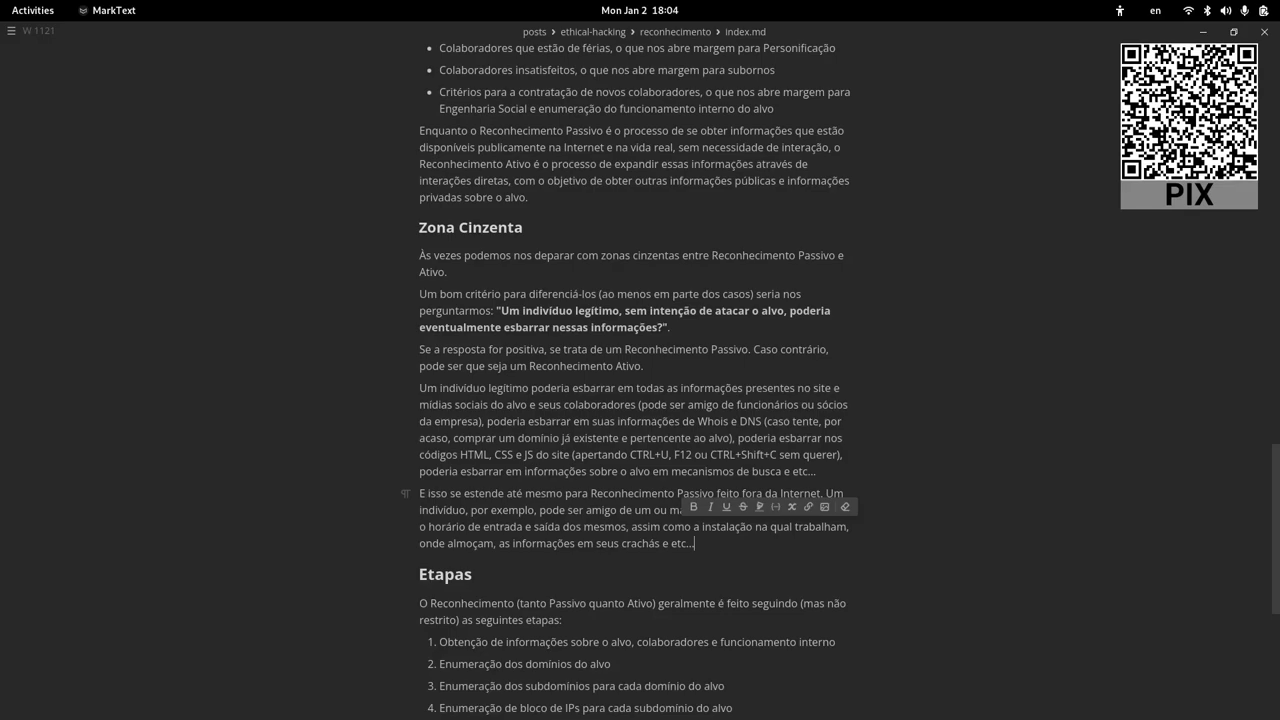 Activities
MarkText
Mon Jan 2 18:04
en
W 1121
posts > ethical-hacking > reconhecimento > index.md
• Colaboradores que estão de férias, o que nos abre margem para Personificação
• Colaboradores insatisfeitos, o que nos abre margem para subornos
• Critérios para a contratação de novos colaboradores, o que nos abre margem para
Engenharia Social e enumeração do funcionamento interno do alvo
PIX
Enquanto o Reconhecimento Passivo é o processo de se obter informações que estão
disponíveis publicamente na Internet e na vida real, sem necessidade de interação, o
Reconhecimento Ativo é o processo de expandir essas informações através de
interações diretas, com o objetivo de obter outras informações públicas e informações
privadas sobre o alvo.
Zona Cinzenta
Às vezes podemos nos deparar com zonas cinzentas entre Reconhecimento Passivo e
Ativo.
Um bom critério para diferenciá-los (ao menos em parte dos casos) seria nos
perguntarmos: "Um indivíduo legítimo, sem intenção de atacar o alvo, poderia
eventualmente esbarrar nessas informações?".
Se a resposta for positiva, se trata de um Reconhecimento Passivo. Caso contrário,
pode ser que seja um Reconhecimento Ativo.
Um indivíduo legítimo poderia esbarrar em todas as informações presentes no site e
mídias sociais do alvo e seus colaboradores (pode ser amigo de funcionários ou sócios
da empresa), poderia esbarrar em suas informações de Whois e DNS (caso tente, por
acaso, comprar um domínio já existente e pertencente ao alvo), poderia esbarrar nos
códigos HTML, CSS e JS do site (apertando CTRL+U, F12 ou CTRL+Shift+C sem querer),
poderia esbarrar em informações sobre o alvo em mecanismos de busca e etc...
E isso se estende até mesmo para Reconhecimento Passivo feito fora da Internet. Um
indivíduo, por exemplo, pode ser amigo de um ou
o horário de entrada e saída dos mesmos, assim como a instalação na qual trabalham,
onde almoçam, as informações em seus crachás e etc...
Etapas
O Reconhecimento (tanto Passivo quanto Ativo) geralmente é feito seguindo (mas não
restrito) as seguintes etapas:
1. Obtenção de informações sobre o alvo, colaboradores e funcionamento interno
2. Enumeração dos domínios do alvo
3. Enumeração dos subdomínios para cada domínio do alvo
4. Enumeração de bloco de IPs para cada subdomínio do alvo